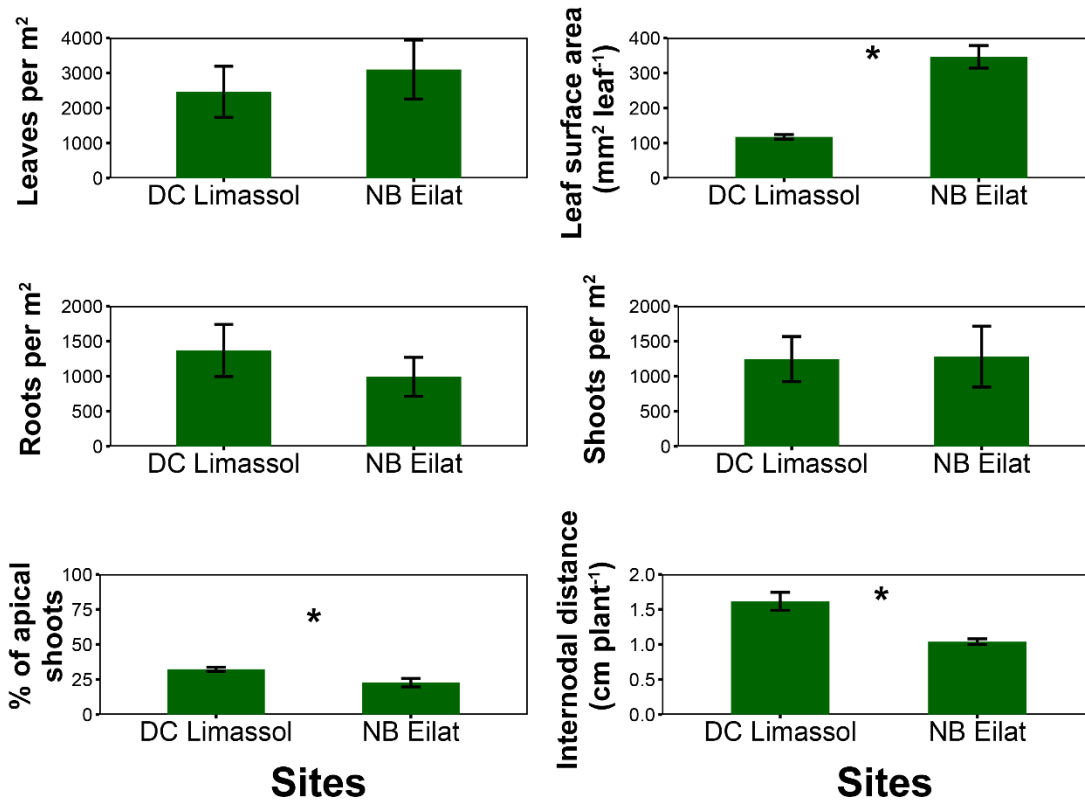 Leaves per m²
4000
3000
2000
1000
0
DC Limassol NB Eilat
Leaf surface area
(mm² leaf⁻¹)
400
300
200
100
0
*
DC Limassol NB Eilat
Roots per m²
2000
1500
1000
500
0
DC Limassol NB Eilat
Shoots per m²
2000
1500
1000
500
0
DC Limassol NB Eilat
% of apical
shoots
100
75
50
25
0
*
DC Limassol NB Eilat
Sites
Internodal distance
(cm plant⁻¹)
2.0
1.5
1.0
0.5
0.0
*
DC Limassol NB Eilat
Sites